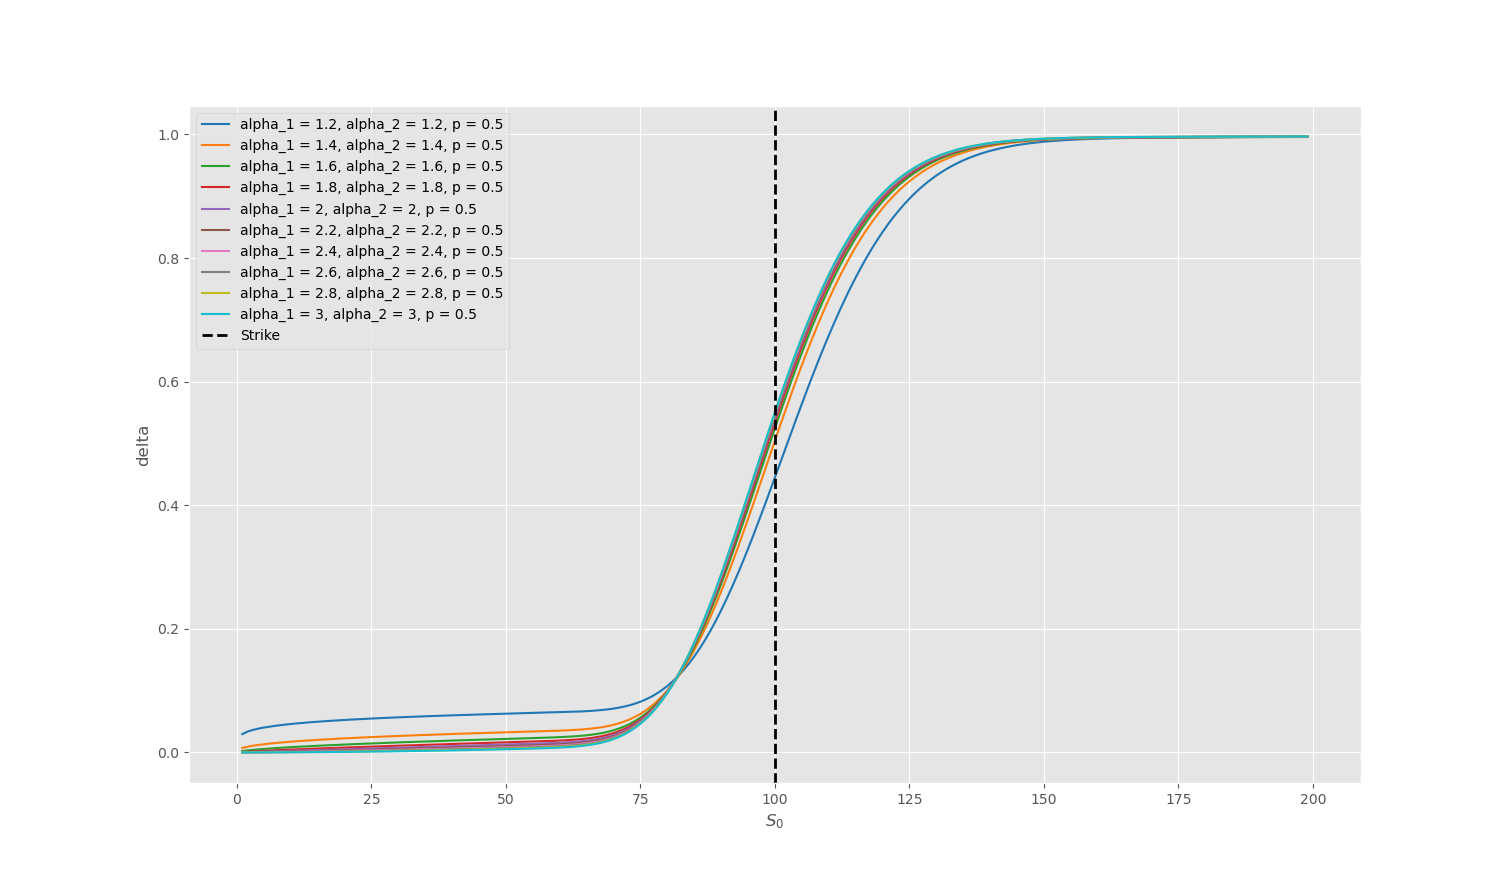 alpha_1 = 1.2, alpha_2 = 1.2, p = 0.5
alpha_1 = 1.4, alpha_2 = 1.4, p = 0.5
alpha_1 = 1.6, alpha_2 = 1.6, p = 0.5
alpha_1 = 1.8, alpha_2 = 1.8, p = 0.5
alpha_1 = 2, alpha_2 = 2, p = 0.5
alpha_1 = 2.2, alpha_2 = 2.2, p = 0.5
alpha_1 = 2.4, alpha_2 = 2.4, p = 0.5
alpha_1 = 2.6, alpha_2 = 2.6, p = 0.5
alpha_1 = 2.8, alpha_2 = 2.8, p = 0.5
alpha_1 = 3, alpha_2 = 3, p = 0.5
Strike
1.0
0.8
0.6
0.4
0.2
0.0
delta
0 25 50 75 100 125 150 175 200
S₀